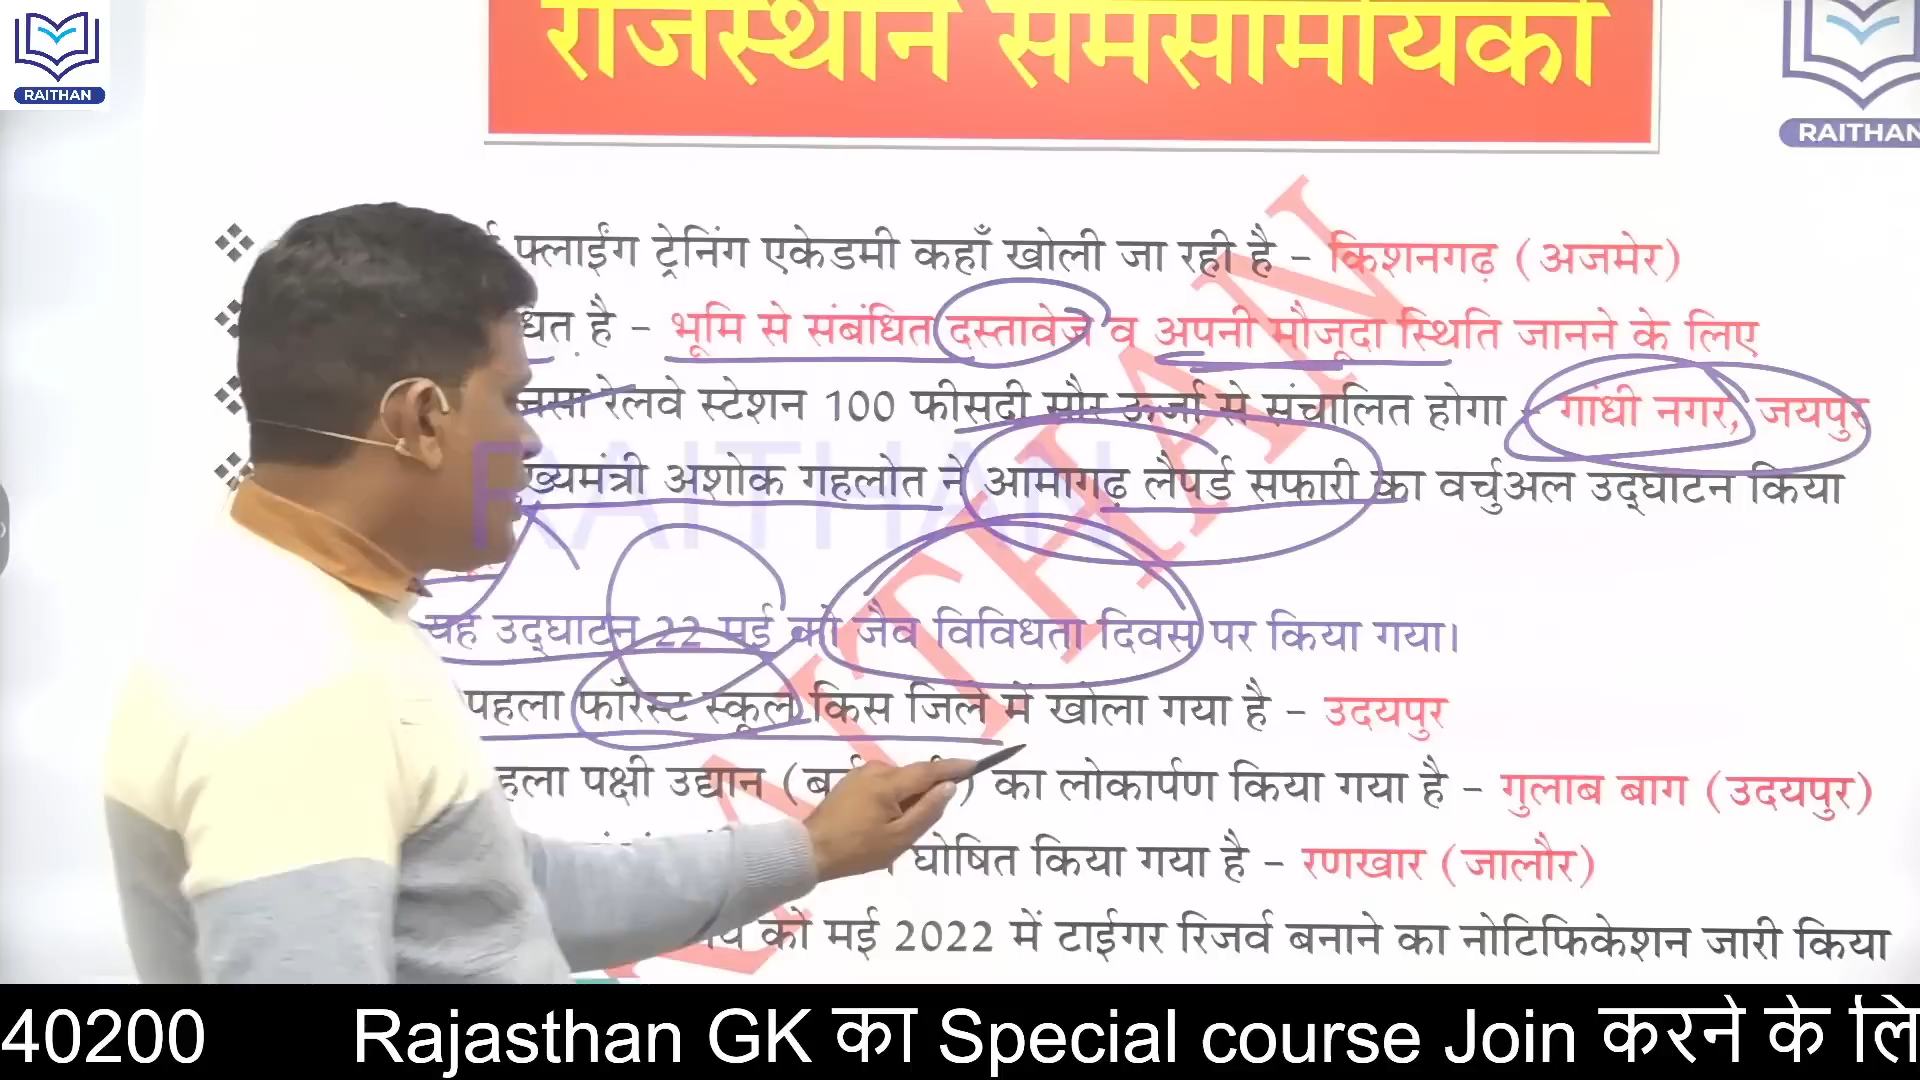 RAITHAN
राजस्थान समसामयिकी
RAITHAN
फ्लाईंग ट्रेनिंग एकेडमी कहाँ खोली जा रही है – किशनगढ़ (अजमेर)
है – भूमि से संबंधित दस्तावेज व अपनी मौजूदा स्थिति जानने के लिए
रेलवे स्टेशन 100 फीसदी सौर ऊर्जा से संचालित होगा – गांधी नगर, जयपुर
ख्यमंत्री अशोक गहलोत ने आमागढ़ लैपर्ड सफारी का वर्चुअल उद्घाटन किया
यह उद्घाटन 22 मई को जैव विविधता दिवस पर किया गया।
पहला फॉरेस्ट स्कूल किस जिले में खोला गया है – उदयपुर
हला पक्षी उद्यान का लोकार्पण किया गया है – गुलाब बाग (उदयपुर)
घोषित किया गया है – रणखार (जालौर)
को मई 2022 में टाईगर रिजर्व बनाने का नोटिफिकेशन जारी किया
RAITHAN
40200 Rajasthan GK का Special course Join करने के लि